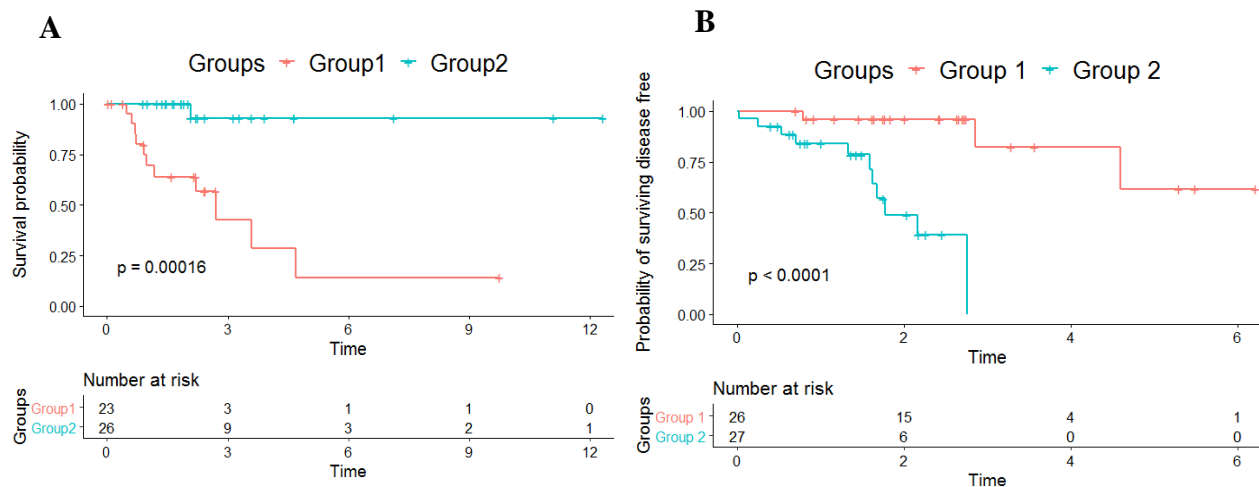 A
Groups Group1 Group2
Survival probability
1.00
0.75
0.50
0.25
0.00
p = 0.00016
0 3 6 9 12
Time
Number at risk
Groups
Group1 23 3 1 1 0
Group2 26 9 3 2 1
0 3 6 9 12
Time
B
Groups Group 1 Group 2
Probability of surviving disease free
1.00
0.75
0.50
0.25
0.00
p < 0.0001
0 2 4 6
Time
Number at risk
Groups
Group 1 26 15 4 1
Group 2 27 6 0 0
0 2 4 6
Time